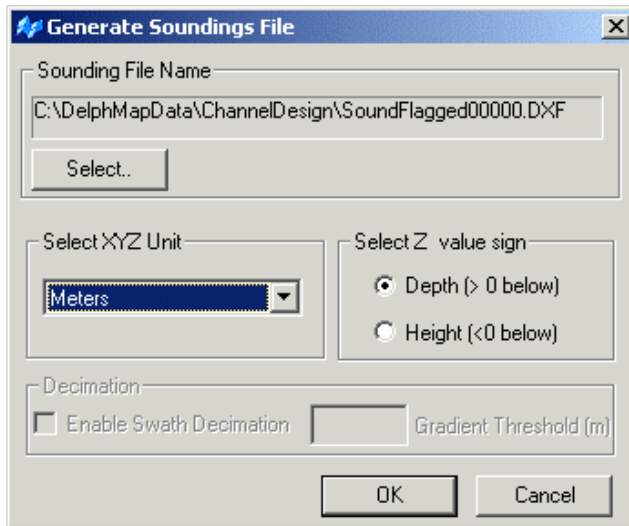 Generate Soundings File
Sounding File Name
C:\DelphMapData\ChannelDesign\SoundFlagged00000.DXF
Select..
Select XYZ Unit
Meters
Select Z value sign
Depth (> 0 below)
Height (<0 below)
Decimation
Enable Swath Decimation
Gradient Threshold (m)
OK
Cancel